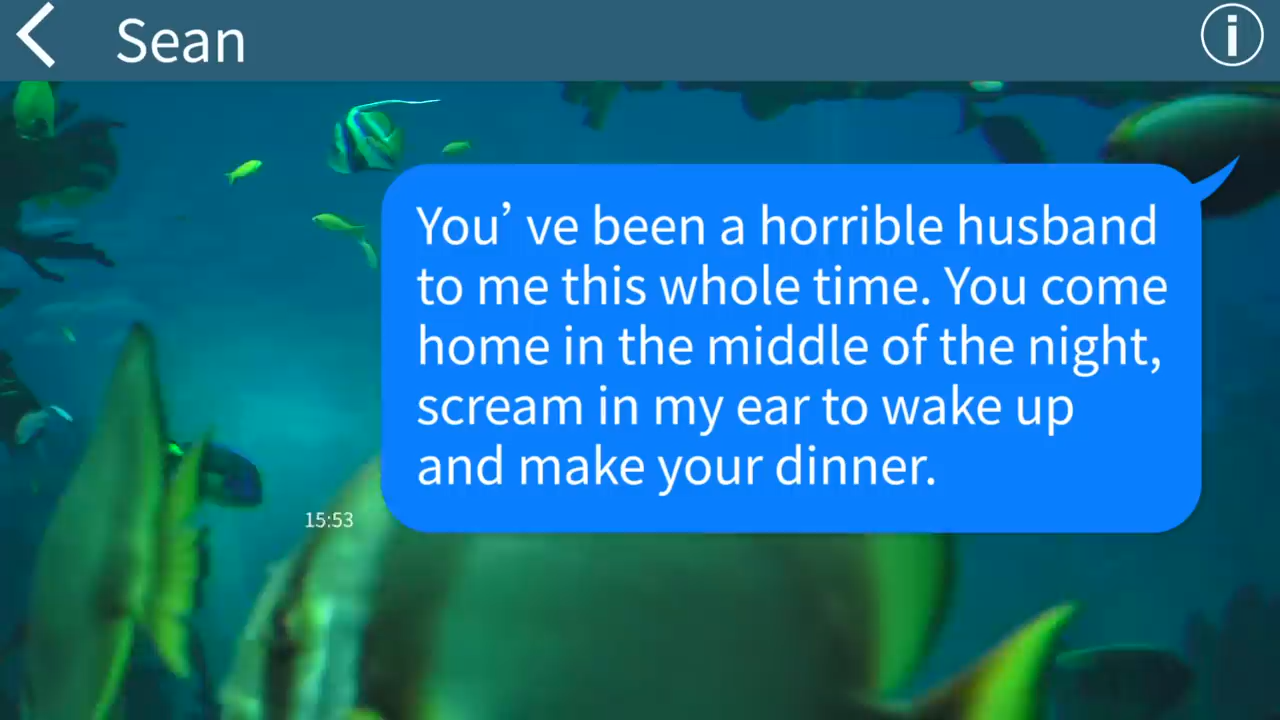 Sean
You’ ve been a horrible husband
to me this whole time. You come
home in the middle of the night,
scream in my ear to wake up
and make your dinner.
15:53